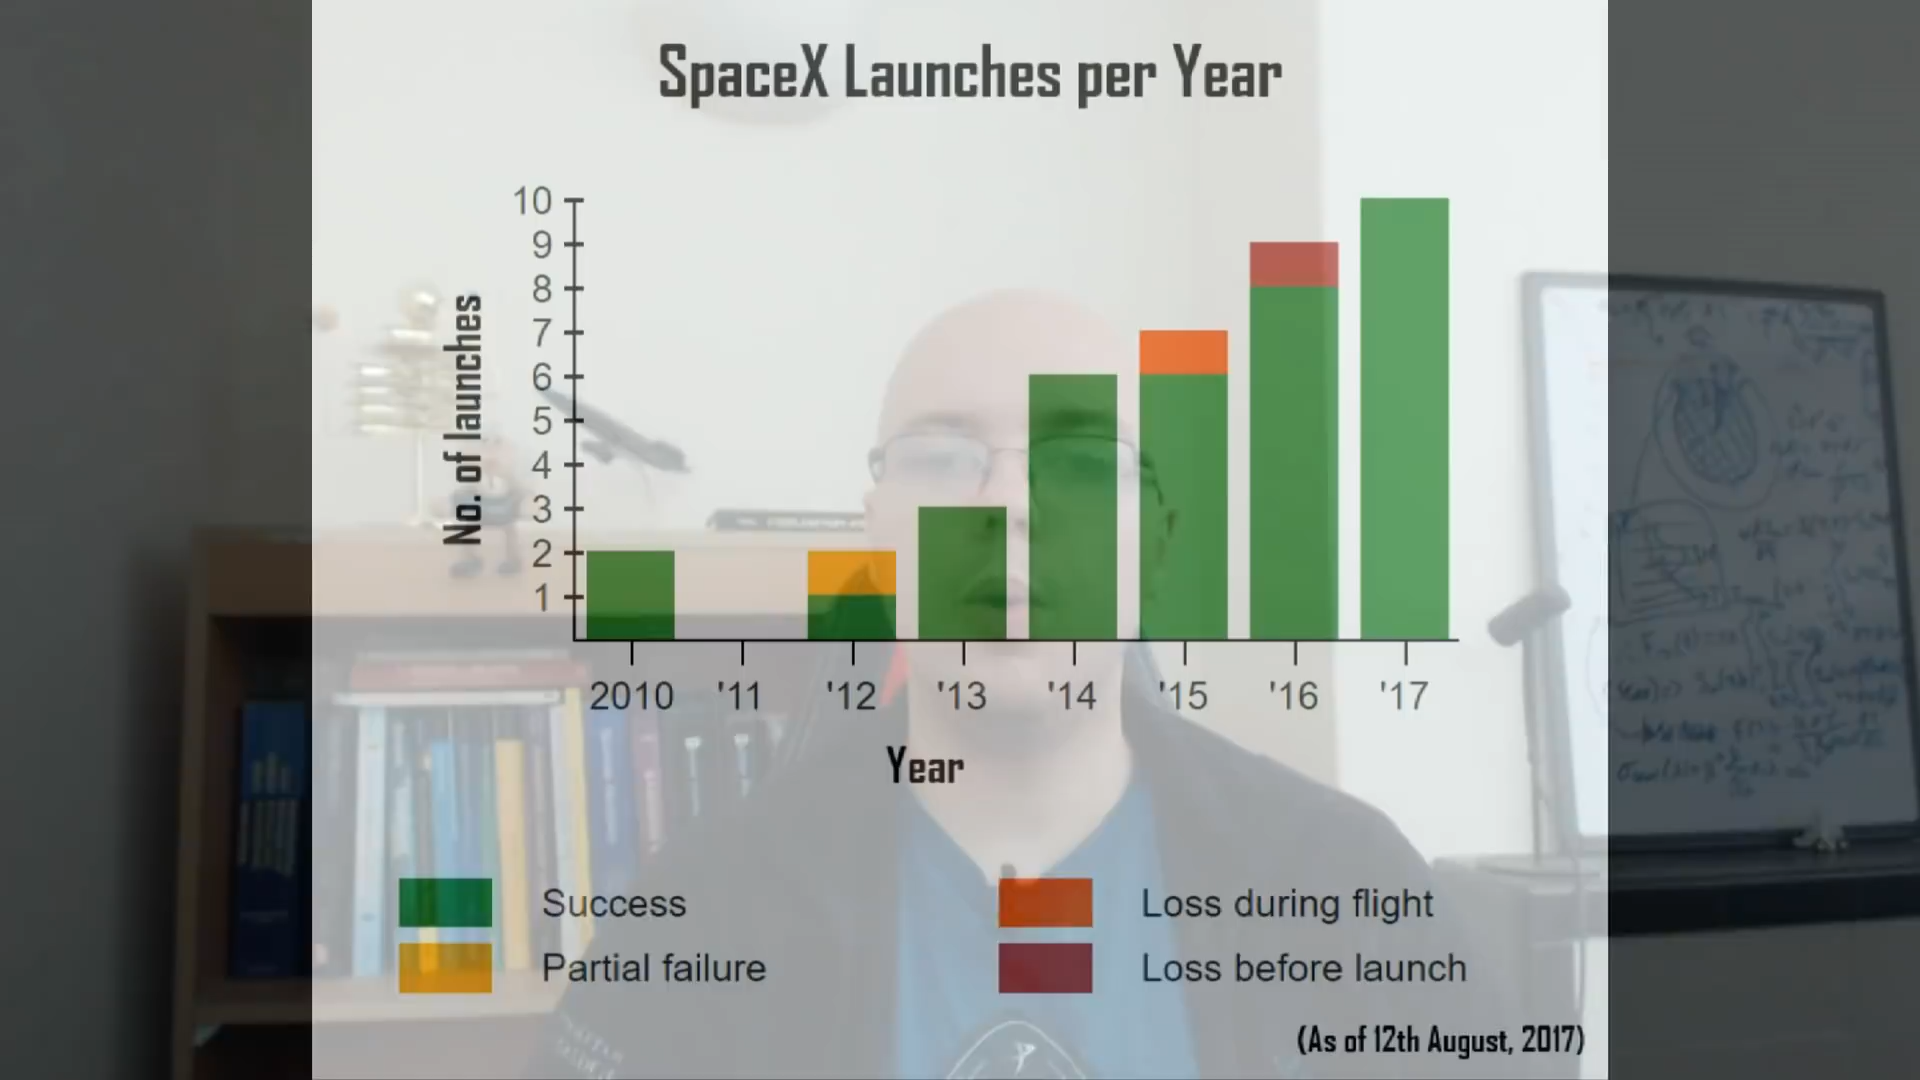 SpaceX Launches per Year
No. of launches
10
9
8
7
6
5
4
3
2
1
2010 '11 '12 '13 '14 '15 '16 '17
Year
Success
Partial failure
Loss during flight
Loss before launch
(As of 12th August, 2017)